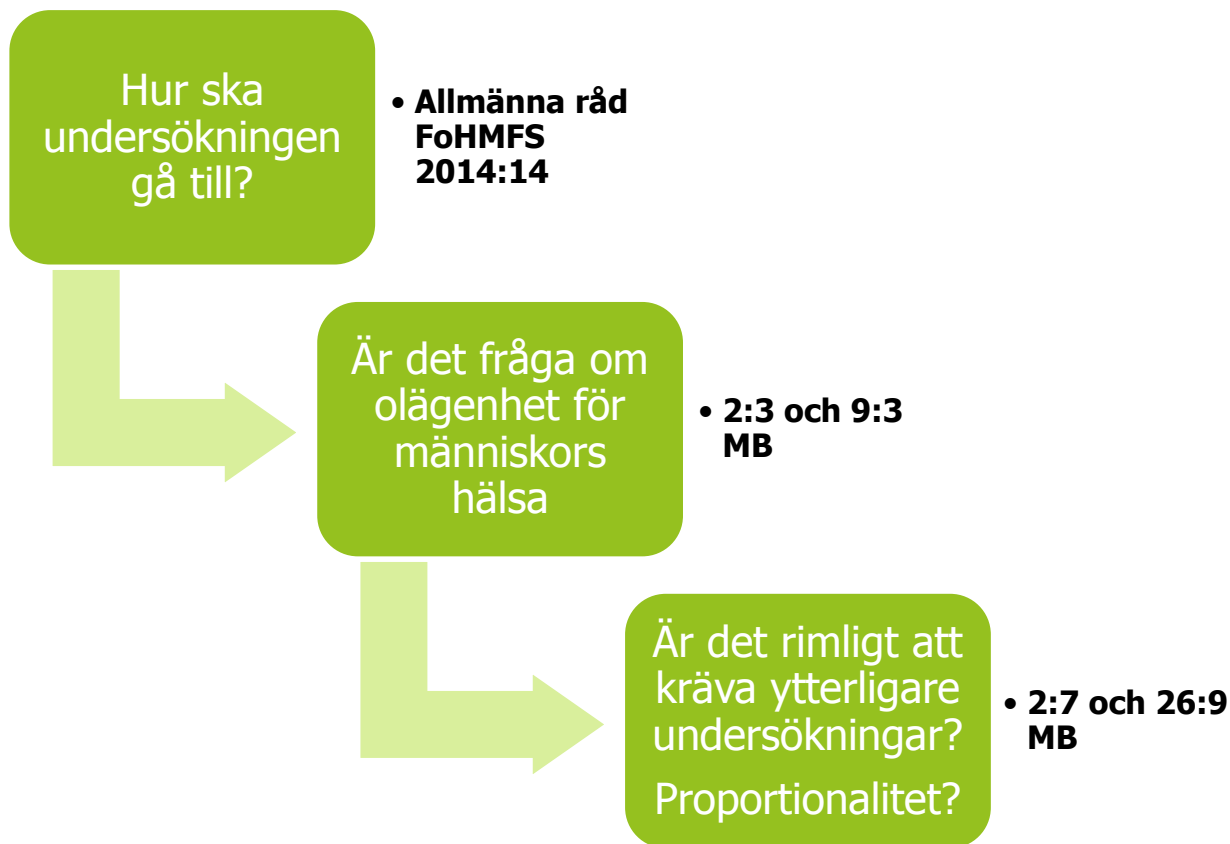 Hur ska
undersökningen
gå till?
• Allmänna råd
FoHMFS
2014:14
Är det fråga om
olägenhet för
människors
hälsa
• 2:3 och 9:3
MB
Är det rimligt att
kräva ytterligare
undersökningar?
Proportionalitet?
• 2:7 och 26:9
MB